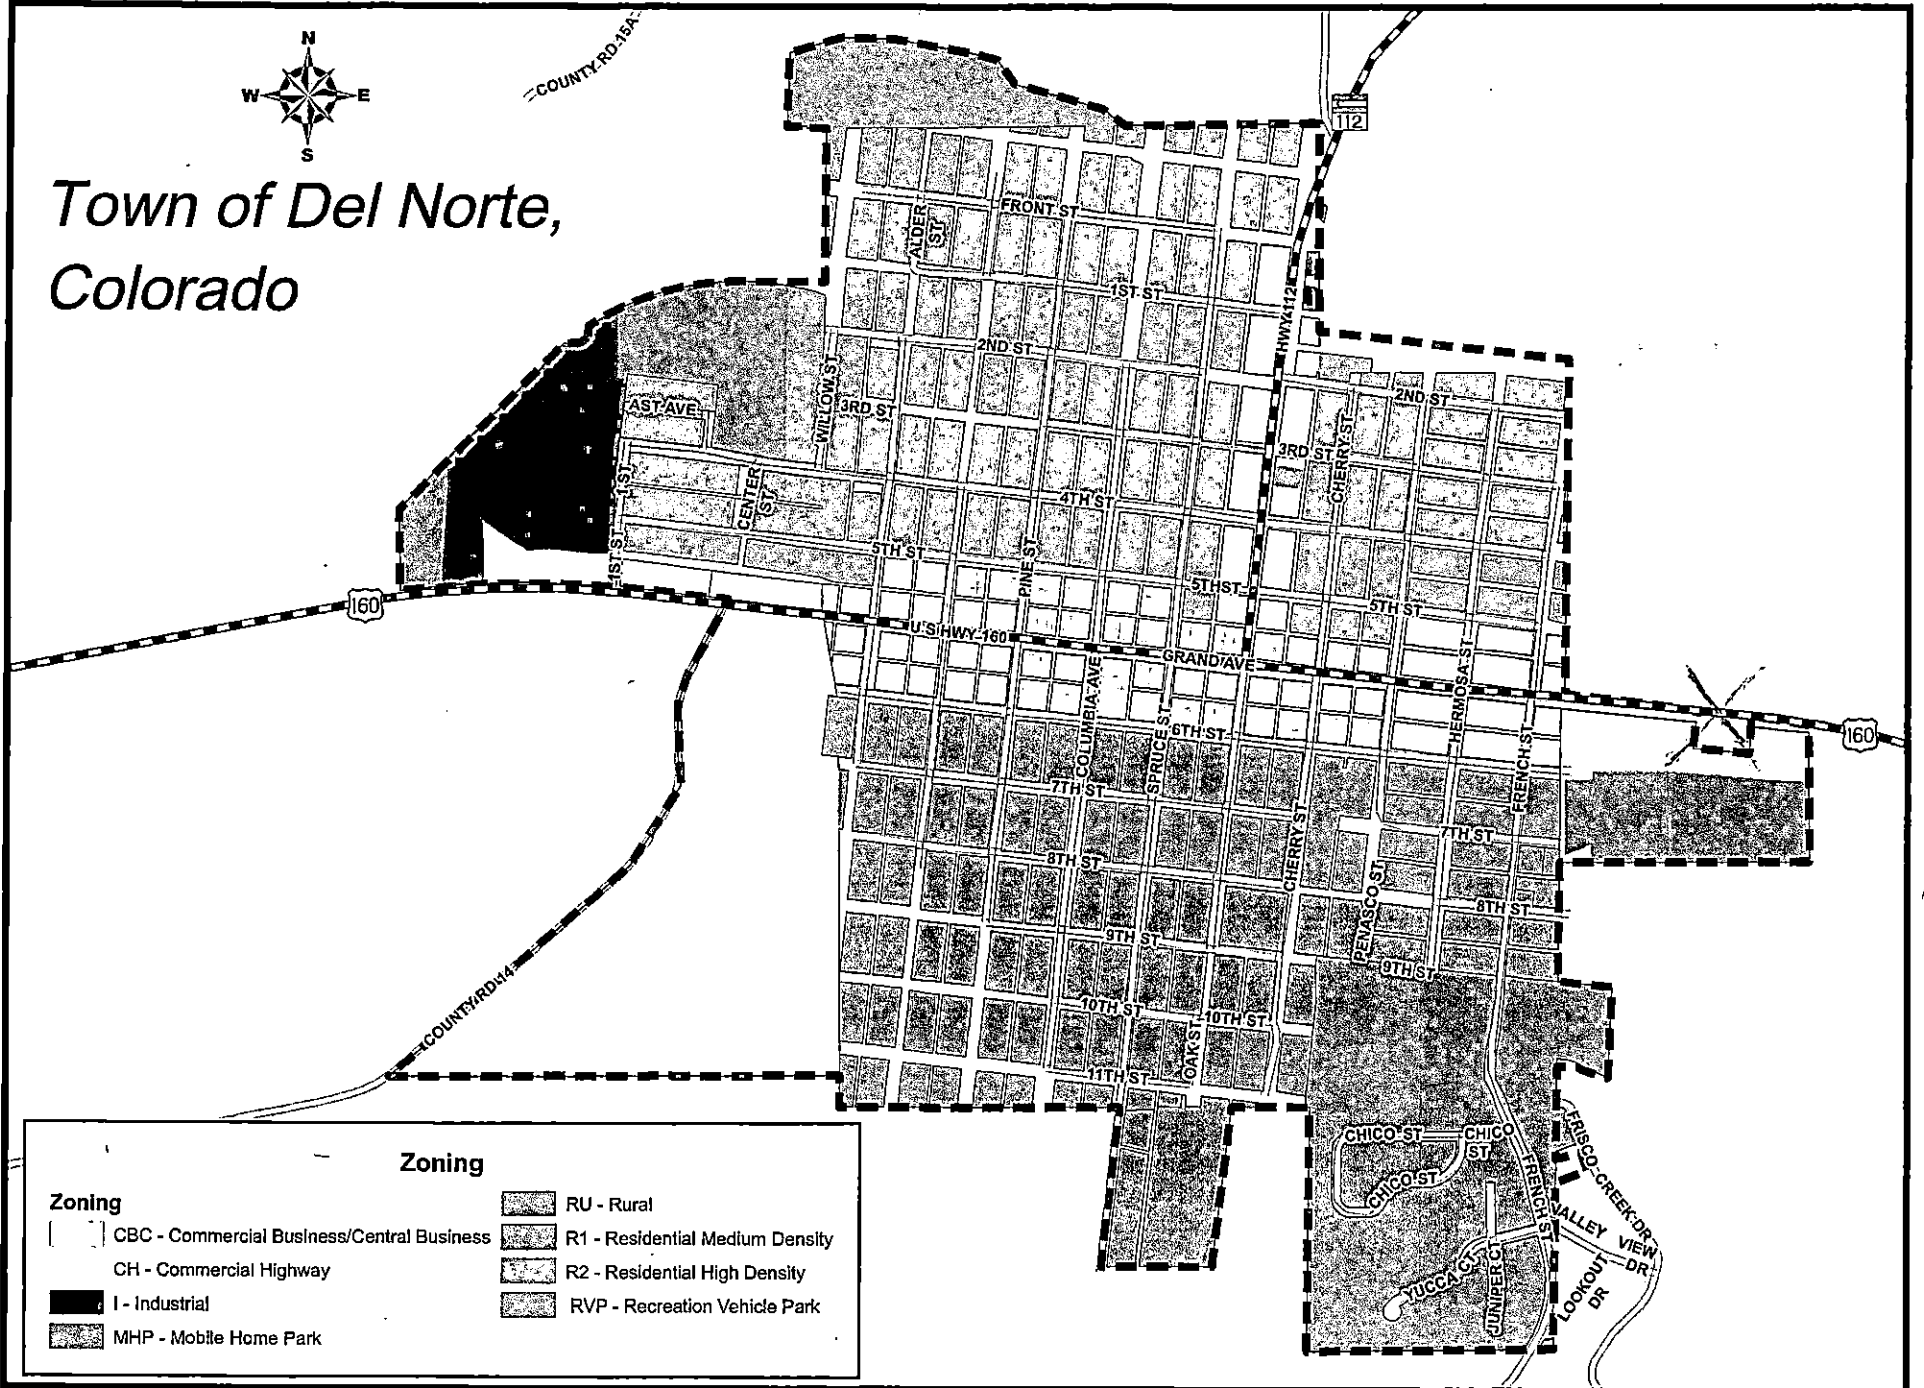 N
W E
S
Town of Del Norte,
Colorado
COUNTY RD 15A
112
FRONT ST
ALDER
ST
1ST ST
HWY 112
2ND ST
WILLOW ST
AST AVE
3RD ST
2ND ST
CHERRY ST
3RD ST
1 ST
CENTER
ST
4TH ST
1ST ST
5TH ST
PINE ST
5TH ST
5TH ST
160
U S HWY 160
GRAND AVE
HERMOSA ST
COLUMBIA AVE
SPRUCE ST
6TH ST
FRENCH ST
160
7TH ST
CHERRY ST
7TH ST
8TH ST
PENASCO ST
8TH ST
9TH ST
9TH ST
COUNTY RD 14
10TH ST
10TH ST
OAK ST
11TH ST
CHICO ST
CHICO
ST
CHICO ST
FRENCH ST
FRISCO CREEK DR
VALLEY VIEW
DR
LOOKOUT
DR
YUCCA CT
JUNIPER CT
Zoning
Zoning
CBC - Commercial Business/Central Business
CH - Commercial Highway
I - Industrial
MHP - Mobile Home Park
RU - Rural
R1 - Residential Medium Density
R2 - Residential High Density
RVP - Recreation Vehicle Park